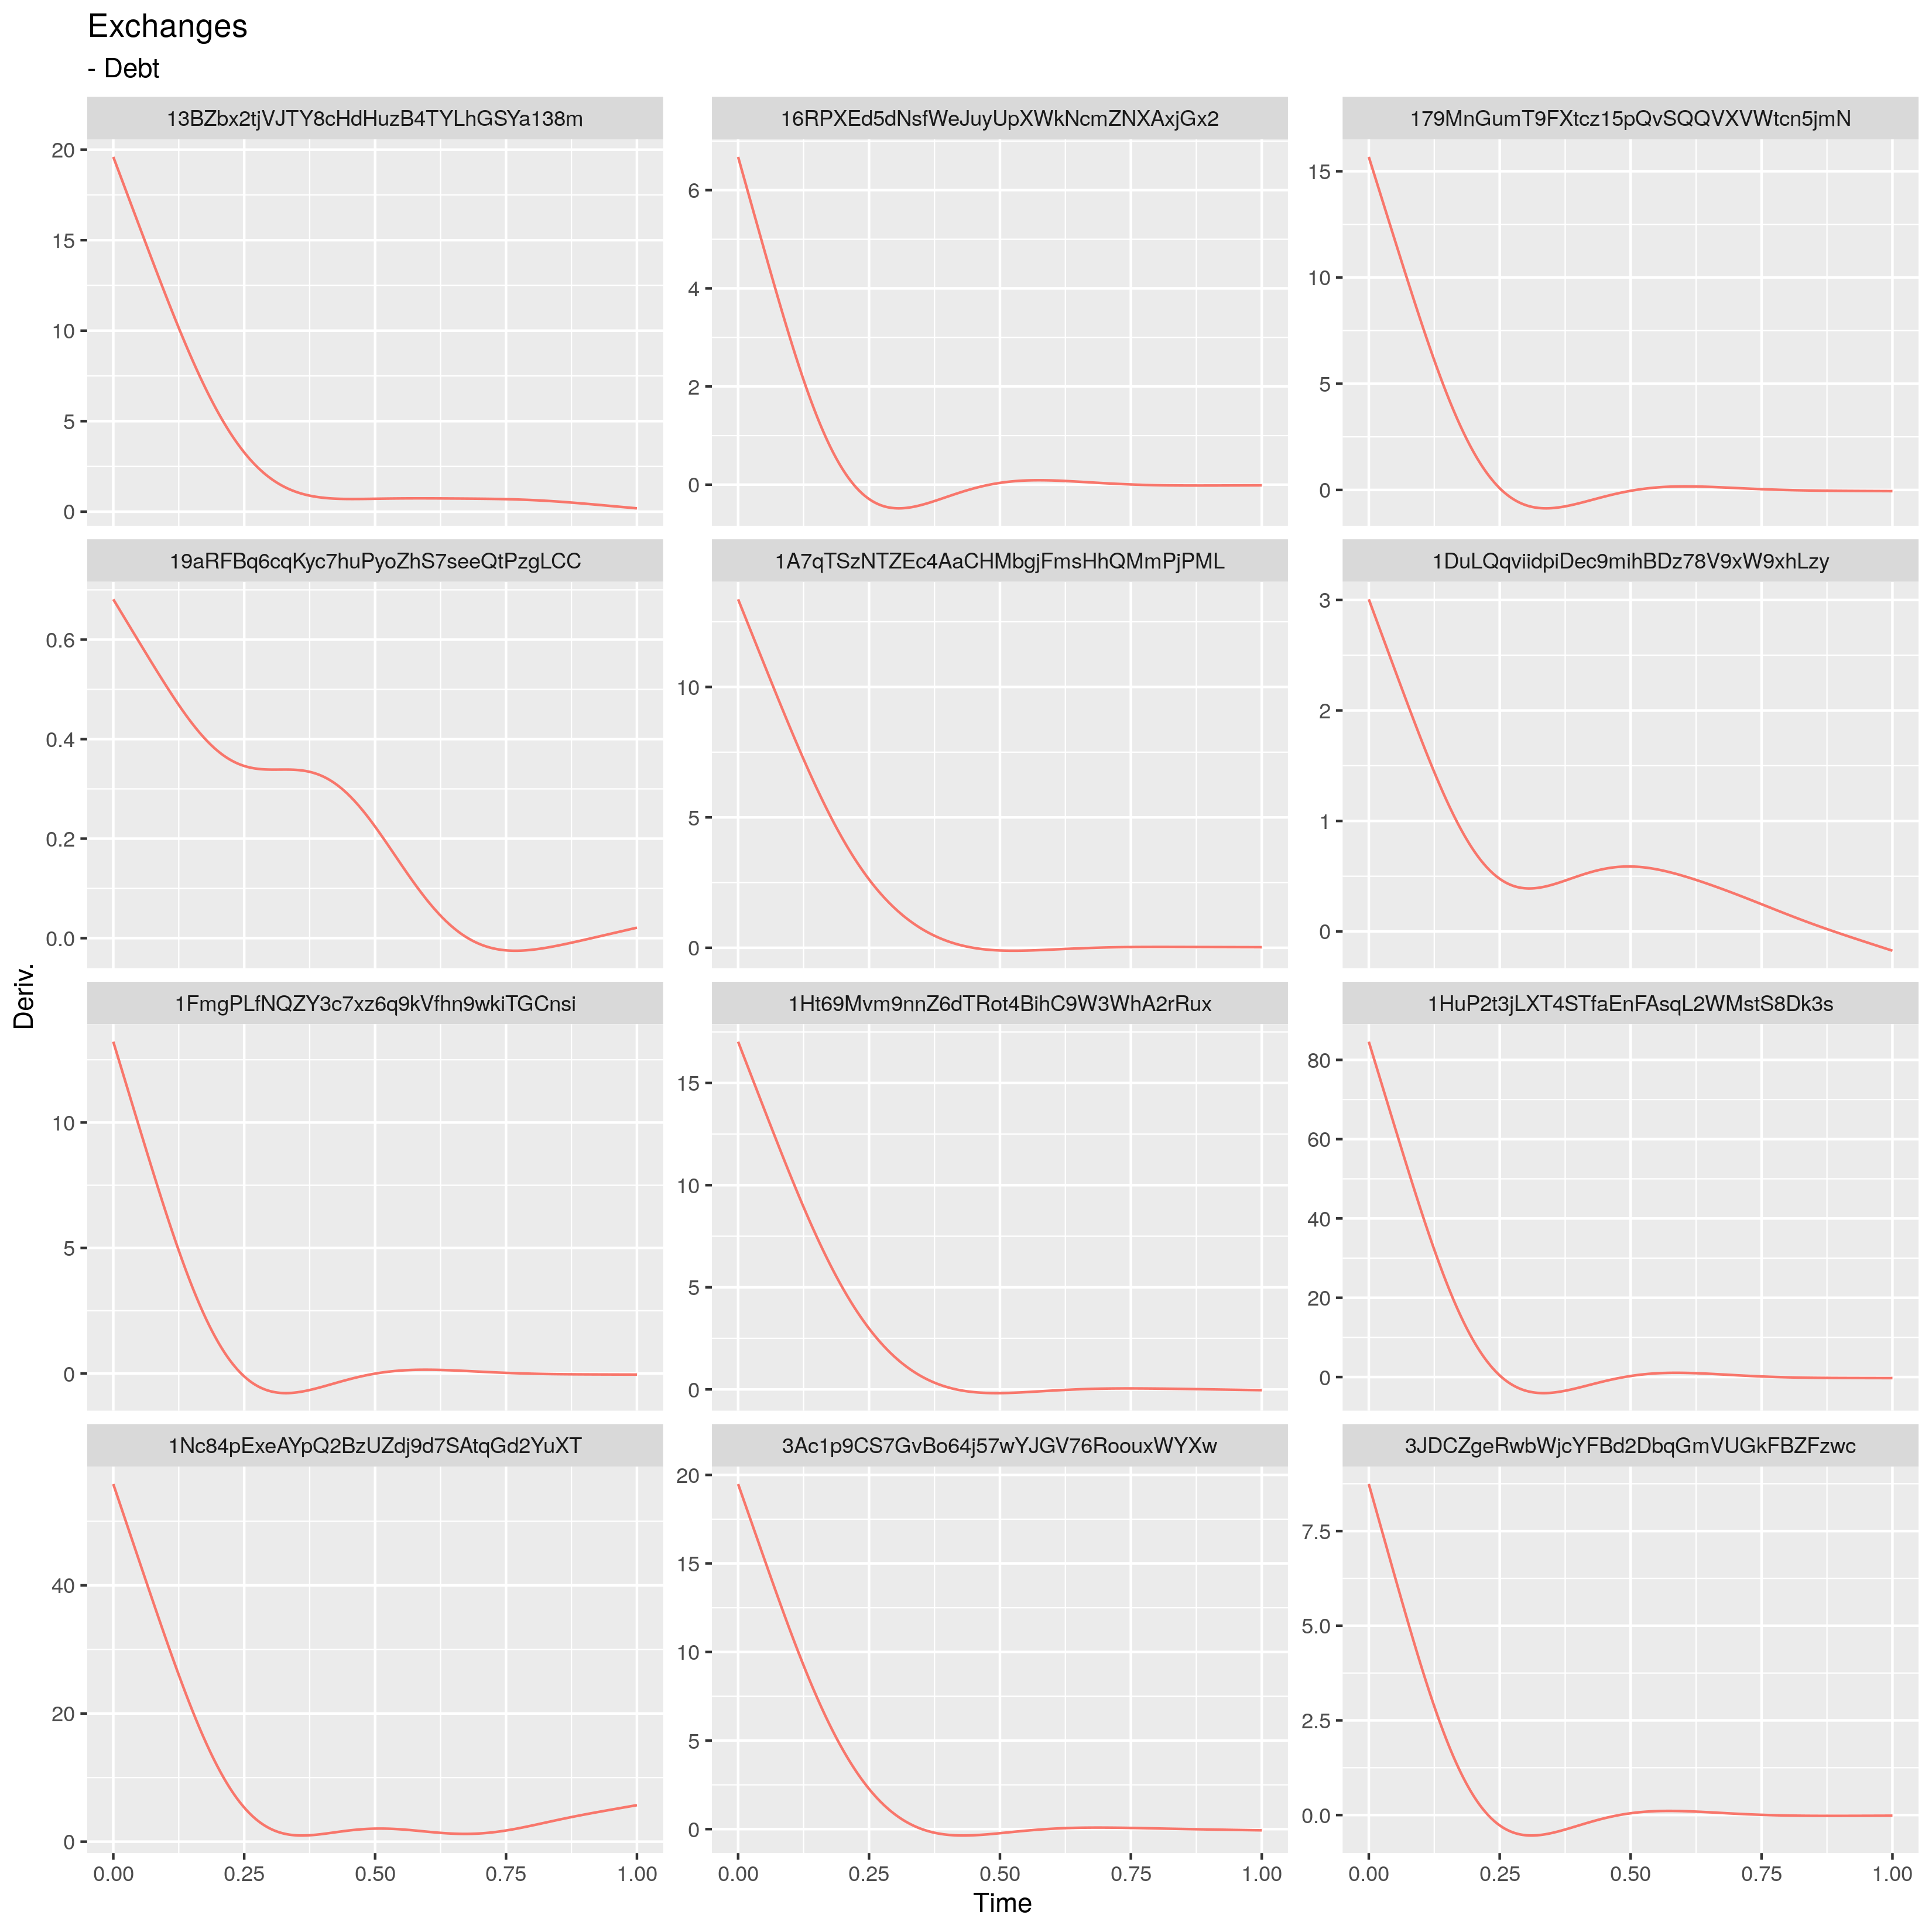 Exchanges
- Debt
13BZbx2tjVJTY8cHdHuzB4TYLhGSYa138m
16RPXEd5dNsfWeJuyUpXWkNcmZNXAxjGx2
179MnGumT9FXtcz15pQvSQQVXVWtcn5jmN
20
15
10
5
0
6
4
2
0
15
10
5
0
19aRFBq6cqKyc7huPyoZhS7seeQtPzgLCC
1A7qTSzNTZEc4AaCHMbgjFmsHhQMmPjPML
1DuLQqviidpiDec9mihBDz78V9xW9xhLzy
0.6
0.4
0.2
0.0
10
5
0
3
2
1
0
Deriv.
1FmgPLfNQZY3c7xz6q9kVfhn9wkiTGCnsi
1Ht69Mvm9nnZ6dTRot4BihC9W3WhA2rRux
1HuP2t3jLXT4STfaEnFAsqL2WMstS8Dk3s
10
5
0
15
10
5
0
80
60
40
20
0
1Nc84pExeAYpQ2BzUZdj9d7SAtqGd2YuXT
3Ac1p9CS7GvBo64j57wYJGV76RoouxWYXw
3JDCZgeRwbWjcYFBd2DbqGmVUGkFBZFzwc
40
20
0
20
15
10
5
0
7.5
5.0
2.5
0.0
0.00 0.25 0.50 0.75 1.00
0.00 0.25 0.50 0.75 1.00
0.00 0.25 0.50 0.75 1.00
Time